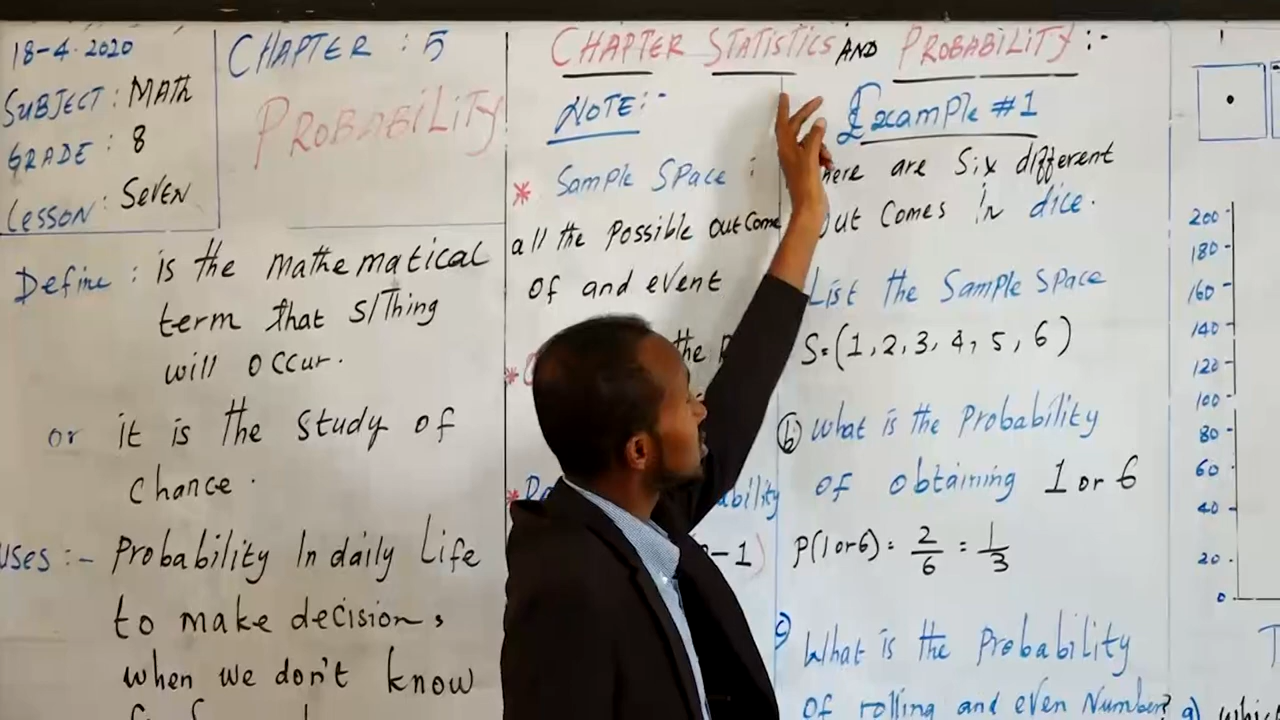 18-4-2020
SUBJECT: MATH
GRADE: 8
LESSON: SEVEN
CHAPTER : 5
PROBABILITY
Define: is the mathematical
term that s/Thing
will occur.
or it is the study of
chance.
USES:- Probability In daily life
to make decision,
when we don't know
CHAPTER STATISTICS AND PROBABILITY:-
NOTE:-
* Sample Space :
all the possible outcome
of and event
* the
*
-1)
Example #1
are Six different
out comes in dice.
List the Sample Space
S=(1,2,3,4,5,6)
(b) What is the probability
of obtaining 1 or 6
P(1 or 6) = 2/6 = 1/3
c) What is the probability
of rolling and even Number?
200
180
160
140
120
100
80
60
40
20
0
a)